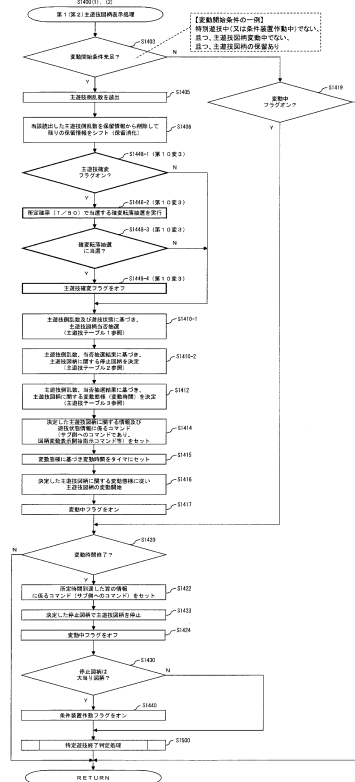 S1400(1), (2)
第1(第2)主遊技図柄表示処理
【変動開始条件の一例】
特別遊技中(又は条件装置作動中)でない、
且つ、主遊技図柄変動中でない、
且つ、主遊技図柄の保留あり
S1403
変動開始条件充足?
N
Y
S1405
主遊技側乱数を読出
S1419
変動中
フラグオン?
N
Y
S1406
当該読出した主遊技側乱数を保留情報から削除して
残りの保留情報をシフト(保留消化)
S1448-1(第10変3)
主遊技確変
フラグオン?
N
Y
S1448-2(第10変3)
所定確率(1/90)で当選する確変転落抽選を実行
S1448-3(第10変3)
確変転落抽選
に当選?
N
Y
S1448-4(第10変3)
主遊技確変フラグをオフ
S1410-1
主遊技側乱数及び遊技状態に基づき、
主遊技図柄当否抽選
(主遊技テーブル1参照)
S1410-2
主遊技側乱数、当否抽選結果に基づき、
主遊技図柄に関する停止図柄を決定
(主遊技テーブル2参照)
S1412
主遊技側乱数、当否抽選結果に基づき、
主遊技図柄に関する変動態様(変動時間)を決定
(主遊技テーブル3参照)
S1414
決定した主遊技図柄に関する情報及び
遊技状態情報に係るコマンド
(サブ側へのコマンドであり、
図柄変動表示開始指示コマンド等)をセット
S1415
変動態様に基づき変動時間をタイマにセット
S1416
決定した主遊技図柄に関する変動態様に従い
主遊技図柄の変動開始
S1417
変動中フラグをオン
S1420
変動時間終了?
N
Y
S1422
所定時間到達した旨の情報
に係るコマンド(サブ側へのコマンド)をセット
S1423
決定した停止図柄で主遊技図柄を停止
S1424
変動中フラグをオフ
S1430
停止図柄は
大当り図柄?
N
Y
S1440
条件装置作動フラグをオン
S1500
特定遊技終了判定処理
RETURN